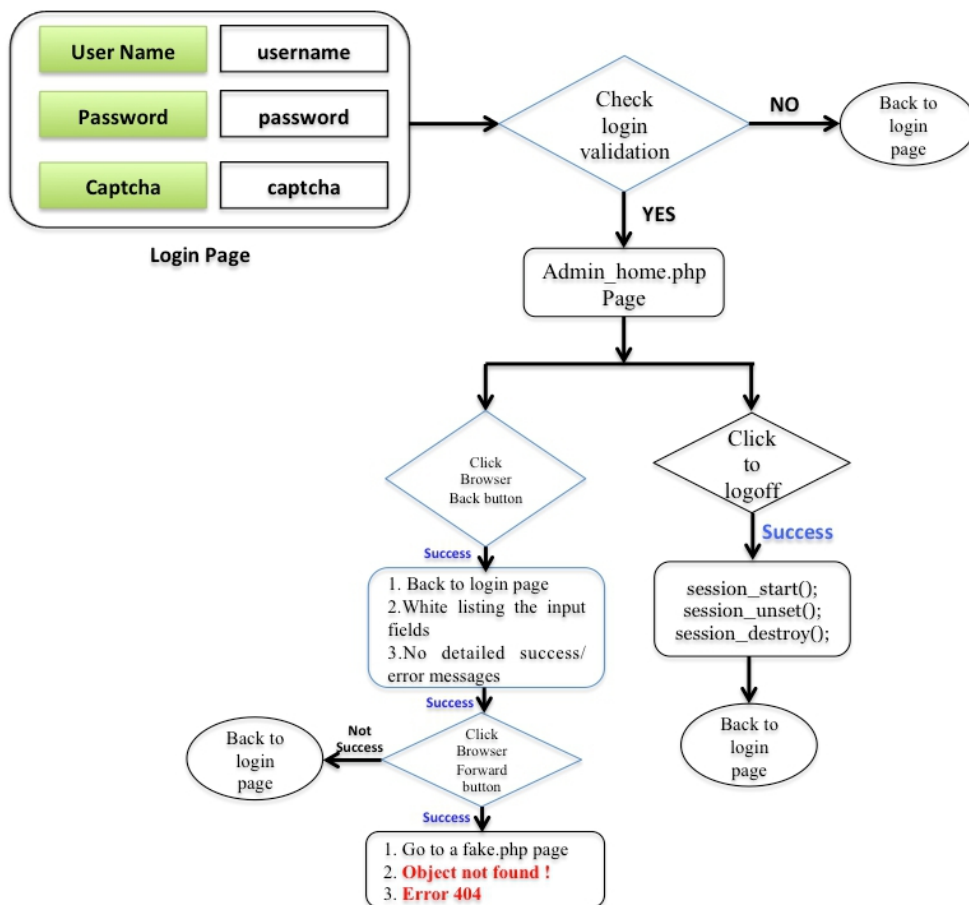 User Name
username
Password
password
Captcha
captcha
Login Page
Check
login
validation
NO
Back to
login
page
YES
Admin_home.php
Page
Click
Browser
Back button
Click
to
logoff
Success
Success
1. Back to login page
2.White listing the input
fields
3.No detailed success/
error messages
session_start();
session_unset();
session_destroy();
Success
Click
Browser
Forward
button
Not
Success
Back to
login
page
Back to
login
page
Success
1. Go to a fake.php page
2. Object not found !
3. Error 404